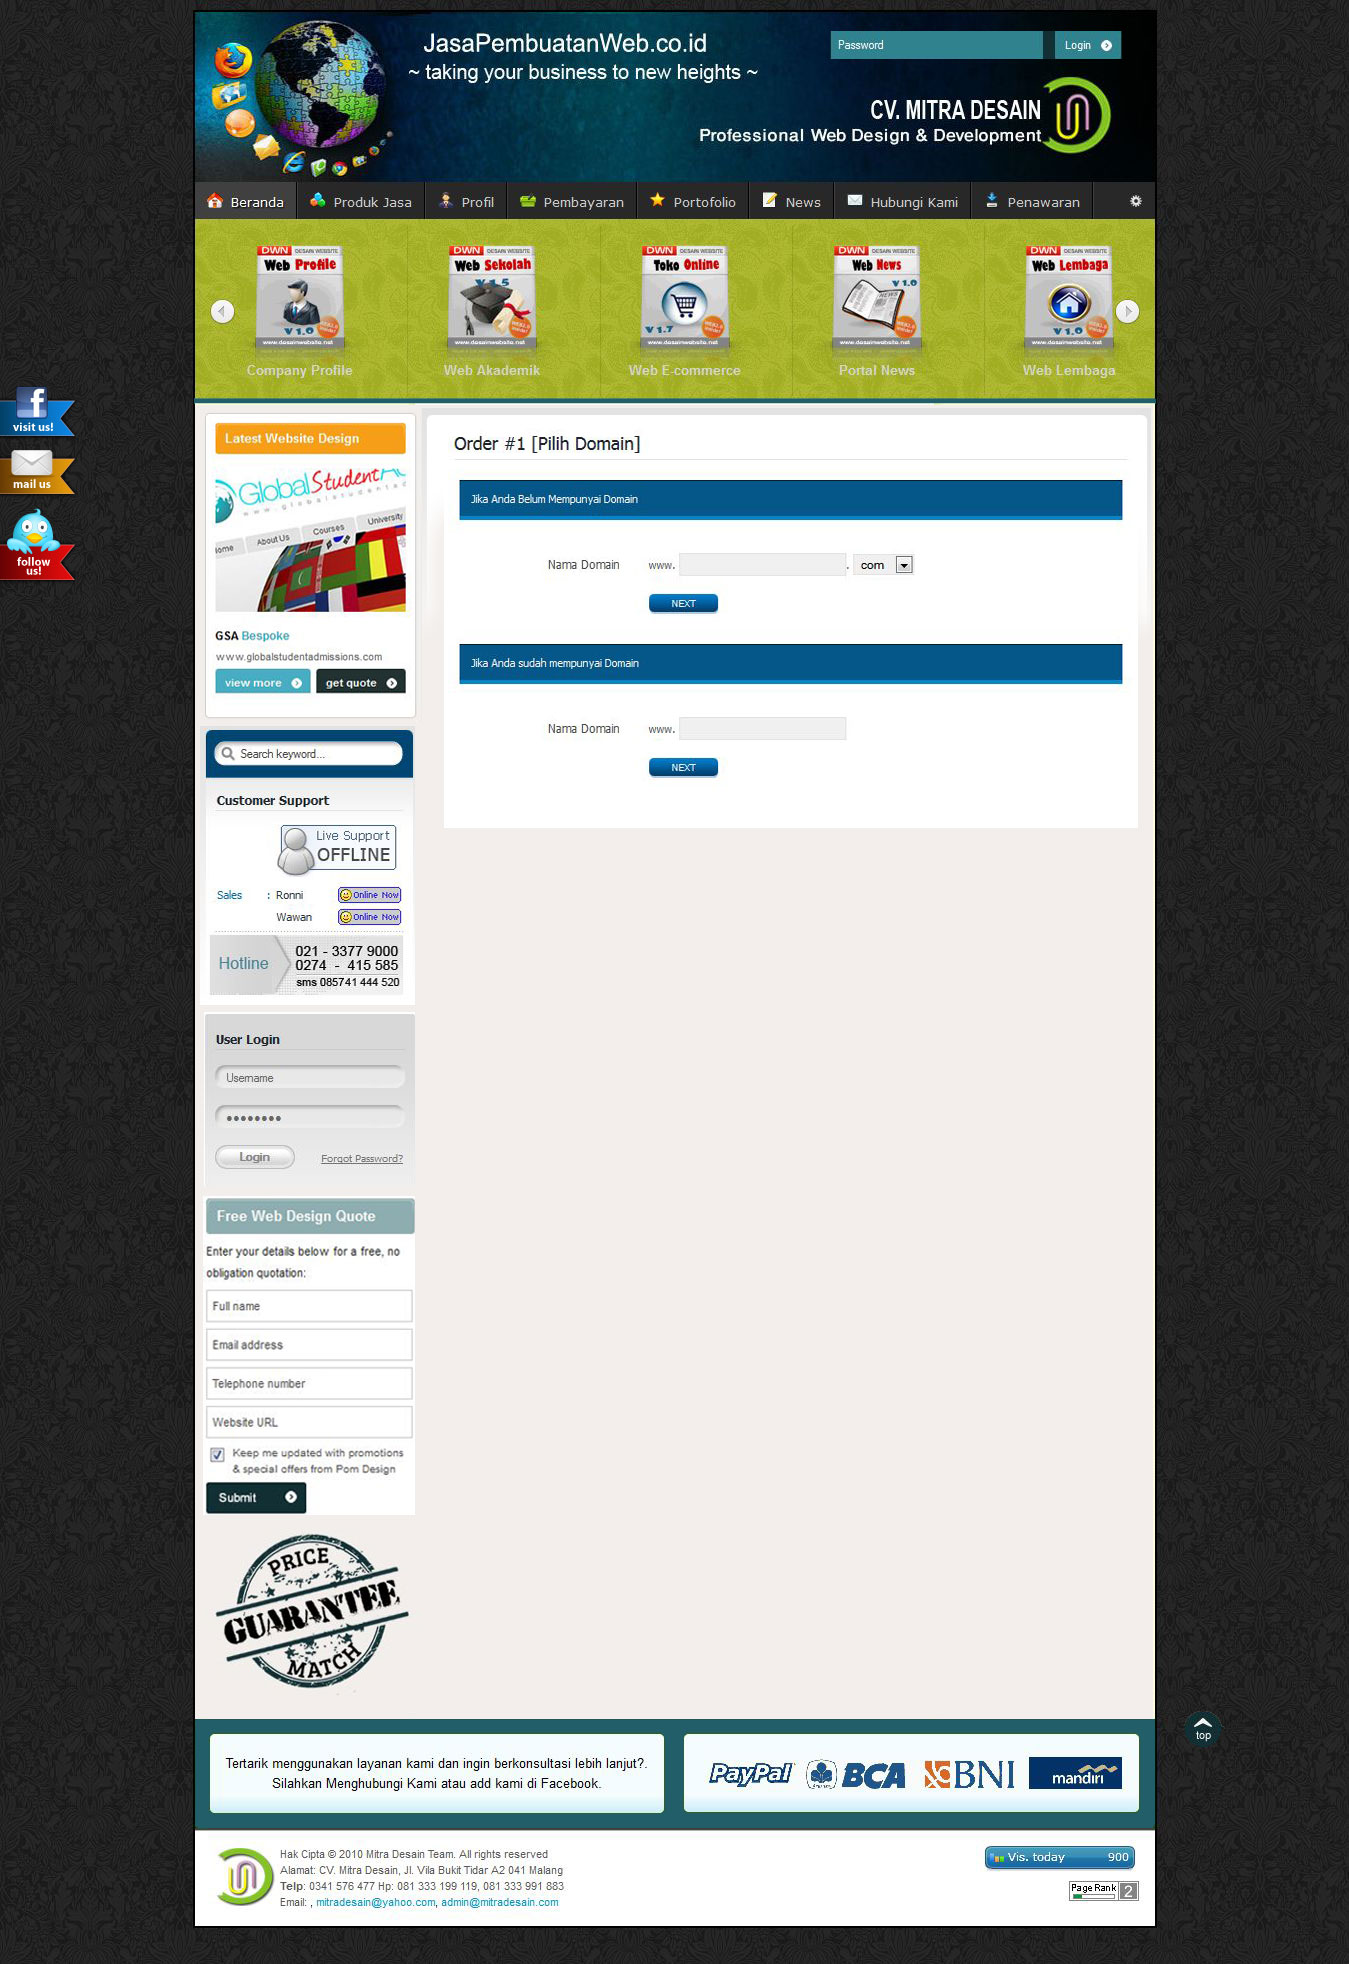 JasaPembuatanWeb.co.id
~ taking your business to new heights ~
Password
Login
CV. MITRA DESAIN
Professional Web Design & Development
Beranda
Produk Jasa
Profil
Pembayaran
Portofolio
News
Hubungi Kami
Penawaran
DWN DESAIN WEBSITE
Web Profile
V 1.0
www.desainwebsite.net
Company Profile
DWN DESAIN WEBSITE
Web Sekolah
V 1.5
www.desainwebsite.net
Web Akademik
DWN DESAIN WEBSITE
Toko Online
V 1.7
www.desainwebsite.net
Web E-commerce
DWN DESAIN WEBSITE
Web News
V 1.0
www.desainwebsite.net
Portal News
DWN DESAIN WEBSITE
Web Lembaga
V 1.0
www.desainwebsite.net
Web Lembaga
visit us!
mail us
follow
us!
Latest Website Design
GlobalStudent
About Us
Courses
University
GSA Bespoke
www.globalstudentadmissions.com
view more
get quote
Order #1 [Pilih Domain]
Jika Anda Belum Mempunyai Domain
Nama Domain www. . com
NEXT
Jika Anda sudah mempunyai Domain
Nama Domain www.
NEXT
Search keyword...
Customer Support
Live Support
OFFLINE
Sales : Ronni Online Now
Wawan Online Now
Hotline
021 - 3377 9000
0274 - 415 585
sms 085741 444 520
User Login
Username
Login
Forgot Password?
Free Web Design Quote
Enter your details below for a free, no
obligation quotation:
Full name
Email address
Telephone number
Website URL
Keep me updated with promotions
& special offers from Pom Design
Submit
PRICE
GUARANTEE
MATCH
top
Tertarik menggunakan layanan kami dan ingin berkonsultasi lebih lanjut?.
Silahkan Menghubungi Kami atau add kami di Facebook.
PayPal
BCA
BNI
mandiri
Hak Cipta © 2010 Mitra Desain Team. All rights reserved
Alamat: CV. Mitra Desain, Jl. Vila Bukit Tidar A2 041 Malang
Telp: 0341 576 477 Hp: 081 333 199 119, 081 333 991 883
Email: , mitradesain@yahoo.com, admin@mitradesain.com
Vis. today 900
PageRank 2